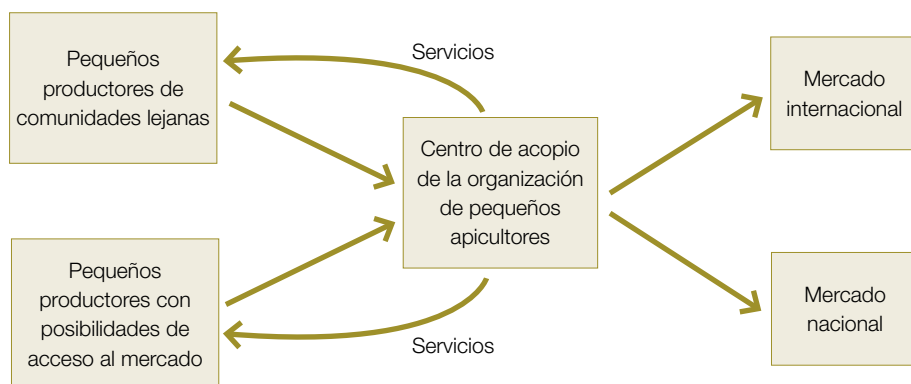 Pequeños
productores de
comunidades lejanas
Servicios
Mercado
internacional
Centro de acopio
de la organización
de pequeños
apicultores
Pequeños
productores con
posibilidades de
acceso al mercado
Servicios
Mercado
nacional